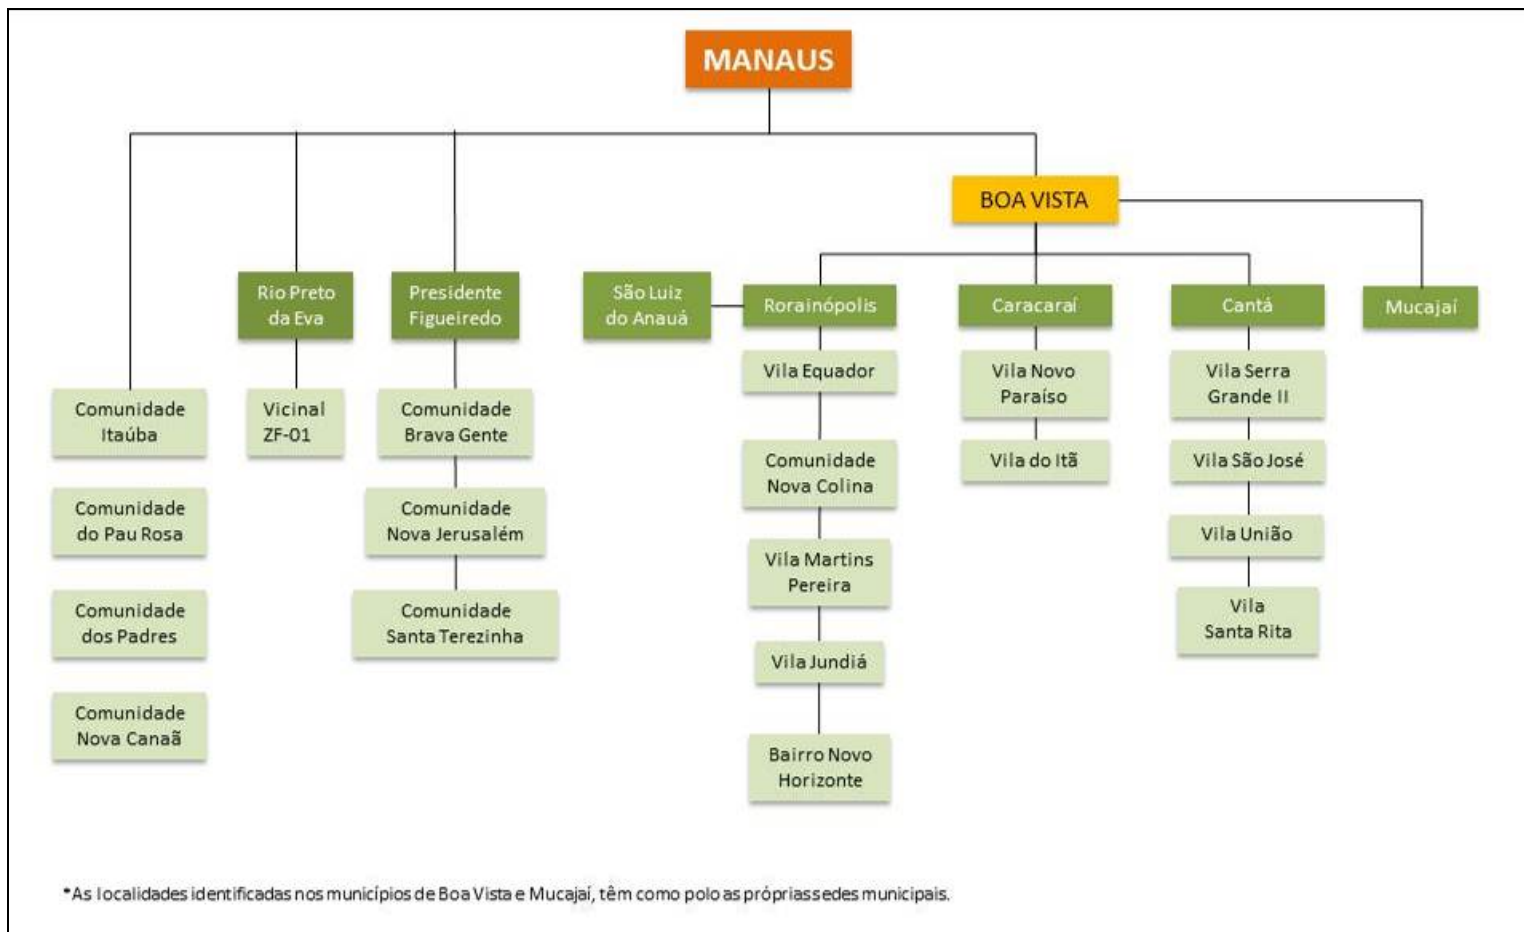 MANAUS
BOA VISTA
Rio Preto
da Eva
Presidente
Figueiredo
São Luiz
do Anauá
Rorainópolis
Caracaraí
Cantá
Mucajaí
Comunidade
Itaúba
Comunidade
do Pau Rosa
Comunidade
dos Padres
Comunidade
Nova Canaã
Vicinal
ZF-01
Comunidade
Brava Gente
Comunidade
Nova Jerusalém
Comunidade
Santa Terezinha
Vila Equador
Comunidade
Nova Colina
Vila Martins
Pereira
Vila Jundiá
Bairro Novo
Horizonte
Vila Novo
Paraíso
Vila do Itã
Vila Serra
Grande II
Vila São José
Vila União
Vila
Santa Rita
*As localidades identificadas nos municípios de Boa Vista e Mucajaí, têm como polo as próprias sedes municipais.